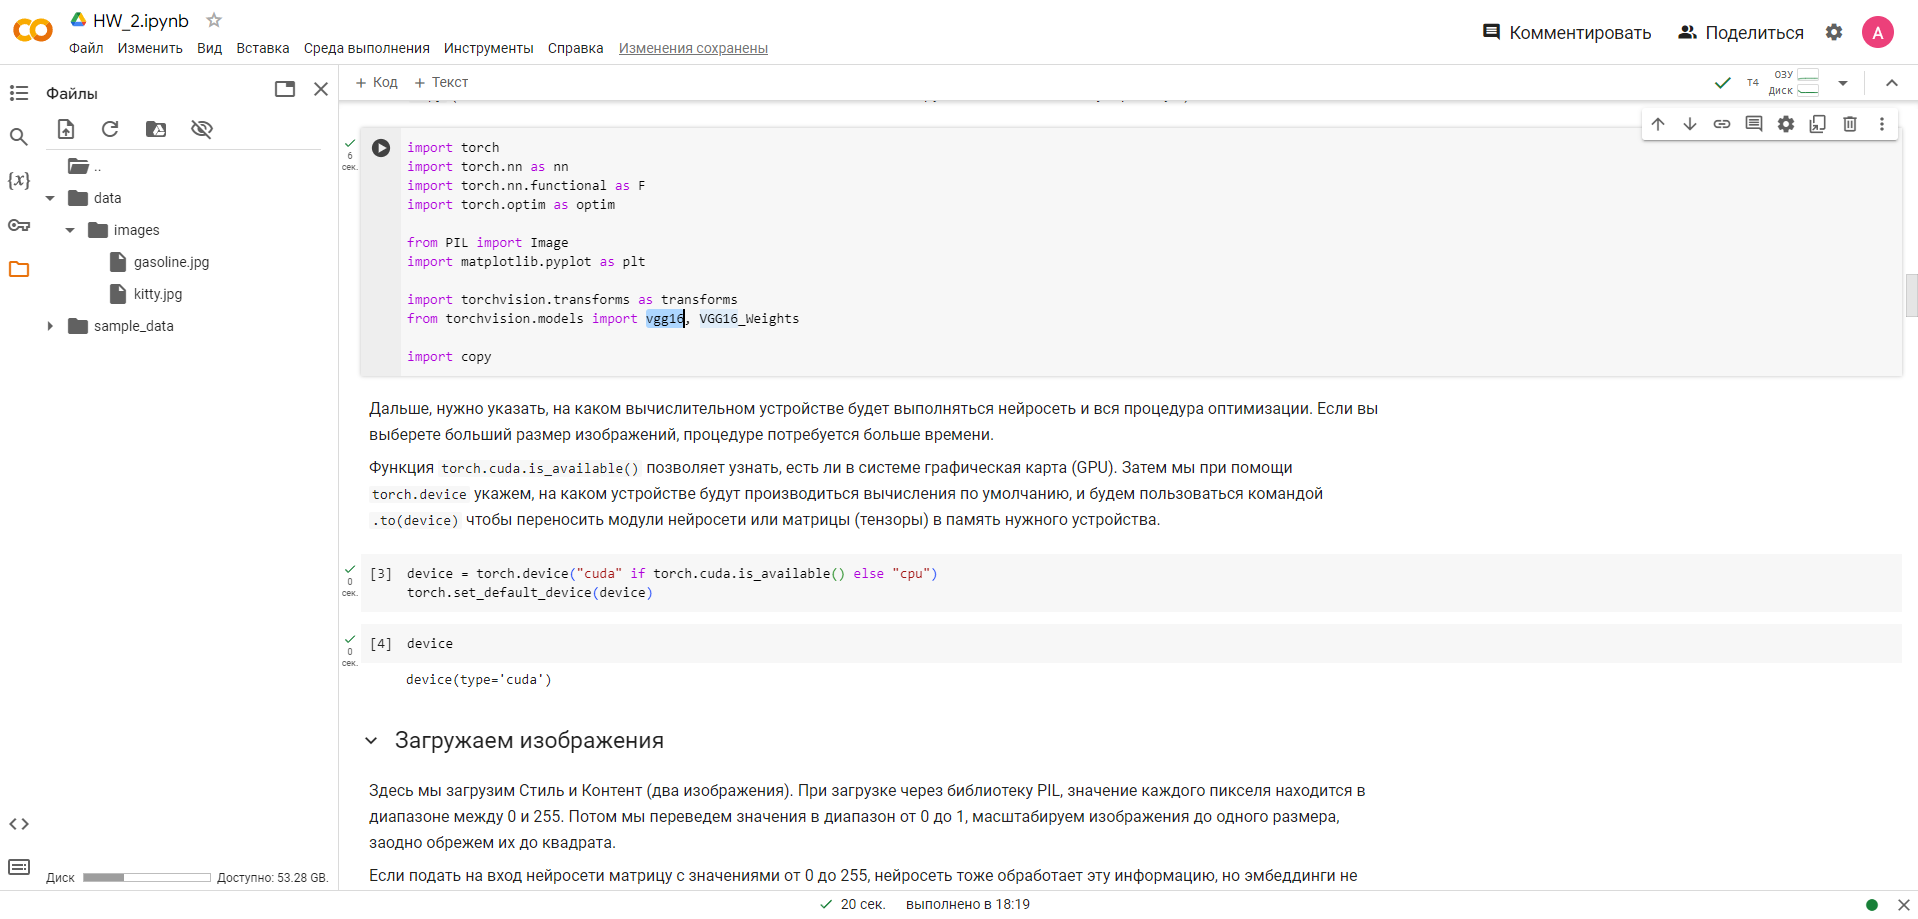 HW_2.ipynb
Файл Изменить Вид Вставка Среда выполнения Инструменты Справка Изменения сохранены
Комментировать Поделиться A
Файлы
+ Код + Текст
T4 ОЗУ
Диск
..
data
images
gasoline.jpg
kitty.jpg
sample_data
{x}
6
сек.
import torch
import torch.nn as nn
import torch.nn.functional as F
import torch.optim as optim
from PIL import Image
import matplotlib.pyplot as plt
import torchvision.transforms as transforms
from torchvision.models import vgg16, VGG16_Weights
import copy
Дальше, нужно указать, на каком вычислительном устройстве будет выполняться нейросеть и вся процедура оптимизации. Если вы
выберете больший размер изображений, процедуре потребуется больше времени.
Функция torch.cuda.is_available() позволяет узнать, есть ли в системе графическая карта (GPU). Затем мы при помощи
torch.device укажем, на каком устройстве будут производиться вычисления по умолчанию, и будем пользоваться командой
.to(device) чтобы переносить модули нейросети или матрицы (тензоры) в память нужного устройства.
0
сек.
[3] device = torch.device("cuda" if torch.cuda.is_available() else "cpu")
torch.set_default_device(device)
0
сек.
[4] device
device(type='cuda')
Загружаем изображения
Здесь мы загрузим Стиль и Контент (два изображения). При загрузке через библиотеку PIL, значение каждого пикселя находится в
диапазоне между 0 и 255. Потом мы переведем значения в диапазон от 0 до 1, масштабируем изображения до одного размера,
заодно обрежем их до квадрата.
Если подать на вход нейросети матрицу с значениями от 0 до 255, нейросеть тоже обработает эту информацию, но эмбеддинги не
Диск Доступно: 53.28 GB.
20 сек. выполнено в 18:19